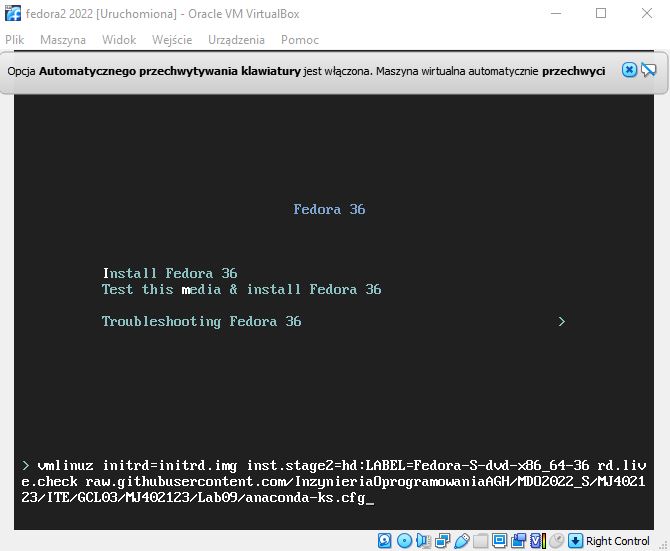 fedora2 2022 [Uruchomiona] - Oracle VM VirtualBox
Plik Maszyna Widok Wejście Urządzenia Pomoc
Opcja Automatycznego przechwytywania klawiatury jest włączona. Maszyna wirtualna automatycznie przechwyci
Fedora 36
Install Fedora 36
Test this media & install Fedora 36
Troubleshooting Fedora 36 >
> vmlinuz initrd=initrd.img inst.stage2=hd:LABEL=Fedora-S-dvd-x86_64-36 rd.liv
e.check raw.githubusercontent.com/InzynieriaOprogramowaniaAGH/MDO2022_S/MJ402
123/ITE/GCL03/MJ402123/Lab09/anaconda-ks.cfg_
Right Control